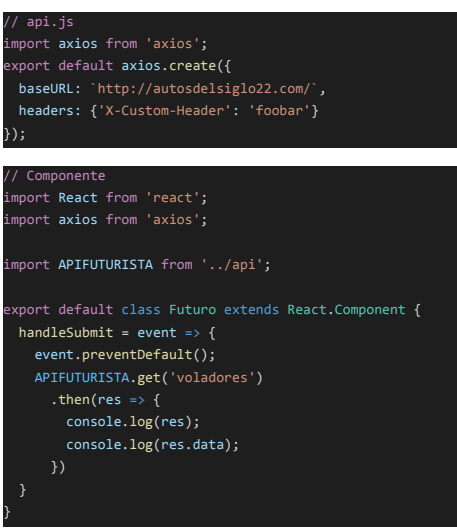 // api.js
import axios from 'axios';
export default axios.create({
  baseURL: `http://autosdelsiglo22.com/`,
  headers: {'X-Custom-Header': 'foobar'}
});
// Componente
import React from 'react';
import axios from 'axios';
import APIFUTURISTA from '../api';
export default class Futuro extends React.Component {
  handleSubmit = event => {
    event.preventDefault();
    APIFUTURISTA.get('voladores')
      .then(res => {
        console.log(res);
        console.log(res.data);
      })
  }
}